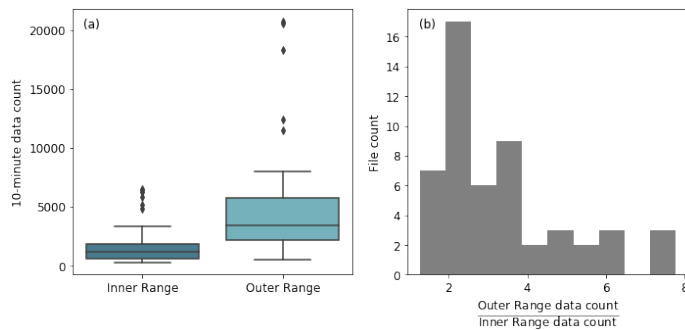 (a)
10-minute data count
20000
15000
10000
5000
0
Inner Range
Outer Range
(b)
File count
16
14
12
10
8
6
4
2
0
2
4
6
8
Outer Range data count
Inner Range data count